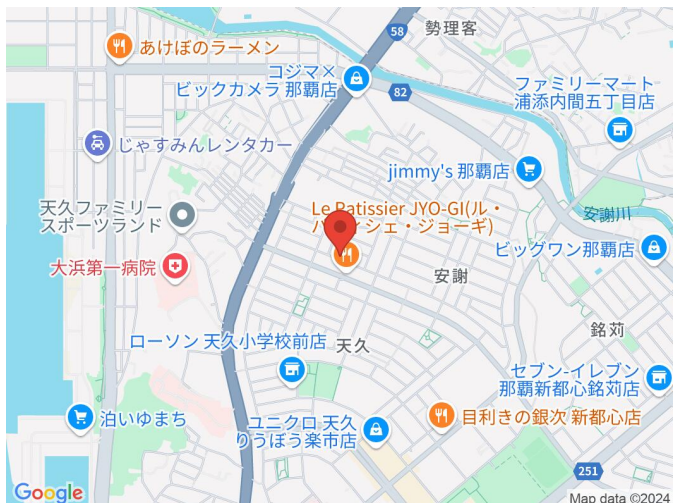 58
勢理客
あけぼのラーメン
コジマ×
ビックカメラ 那覇店
82
ファミリーマート
浦添内間五丁目店
じゃすみんレンタカー
jimmy's 那覇店
天久ファミリー
スポーツランド
Le Patissier JYO-GI(ル・
パティシェ・ジョーギ)
安謝川
ビッグワン那覇店
大浜第一病院
安謝
銘苅
ローソン 天久小学校前店
天久
セブン-イレブン
那覇新都心銘苅店
泊いゆまち
ユニクロ 天久
りうぼう楽市店
目利きの銀次 新都心店
251
Google
Map data ©2024